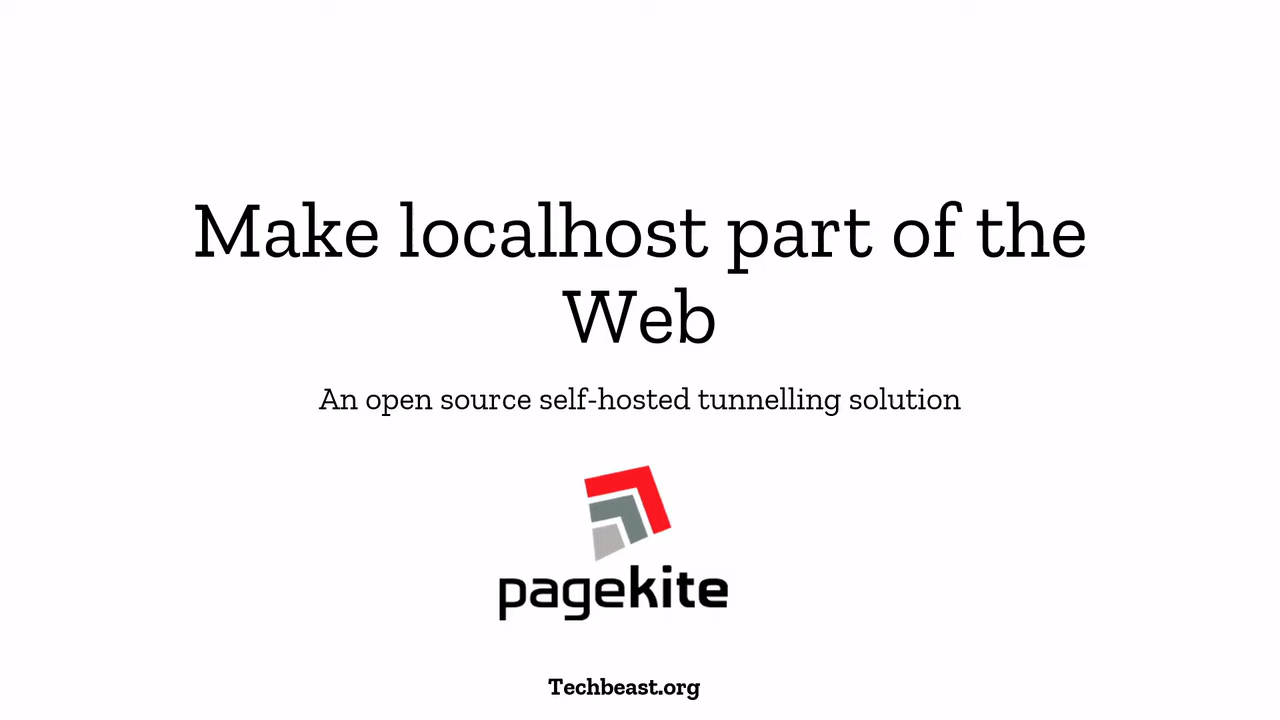 Make localhost part of the
Web
An open source self-hosted tunnelling solution
pagekite
Techbeast.org